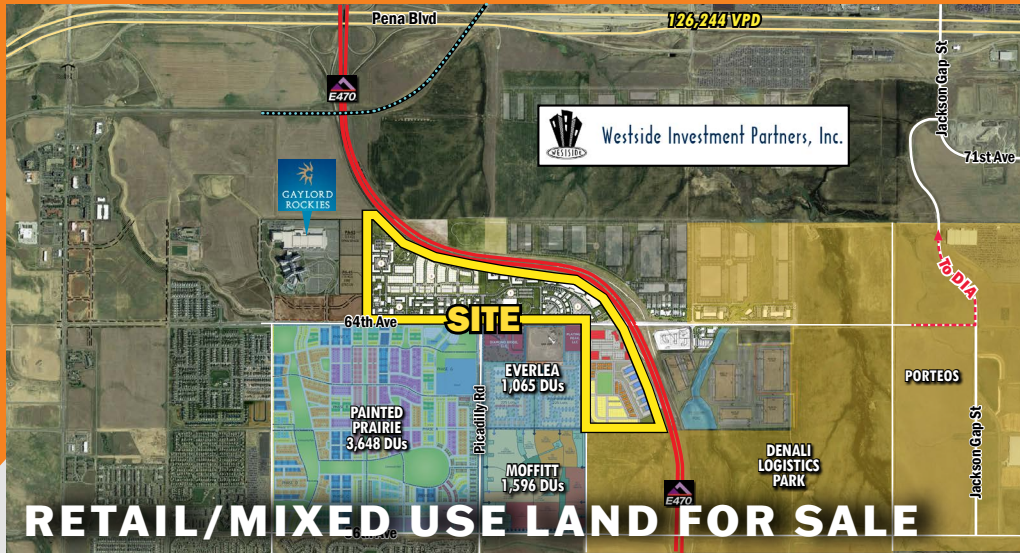 Pena Blvd
126,244 VPD
Jackson Gap St
E470
WESTSIDE
Westside Investment Partners, Inc.
71st Ave
GAYLORD
ROCKIES
To DIA
64th Ave
SITE
EVERLEA
1,065 DUs
PORTEOS
PAINTED
PRAIRIE
3,648 DUs
Picadilly Rd
Jackson Gap St
DENALI
LOGISTICS
PARK
MOFFITT
1,596 DUs
E470
RETAIL/MIXED USE LAND FOR SALE
56th Ave